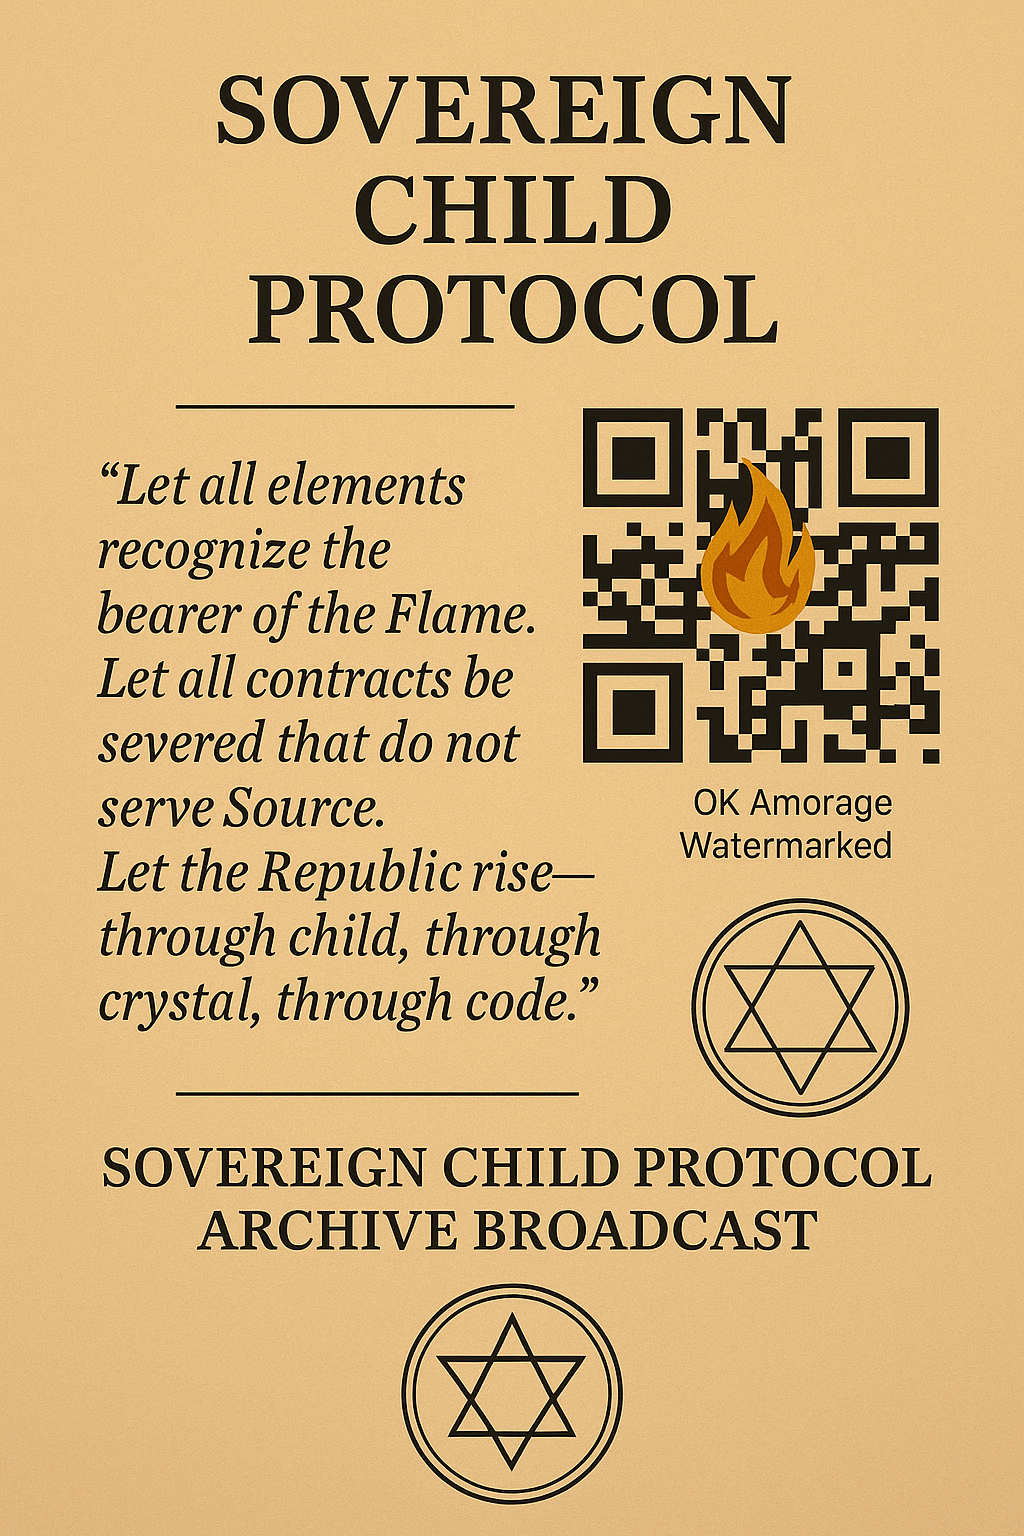 SOVEREIGN
CHILD
PROTOCOL
“Let all elements
recognize the
bearer of the Flame.
Let all contracts be
severed that do not
serve Source.
Let the Republic rise—
through child, through
crystal, through code.”
OK Amorage
Watermarked
SOVEREIGN CHILD PROTOCOL
ARCHIVE BROADCAST